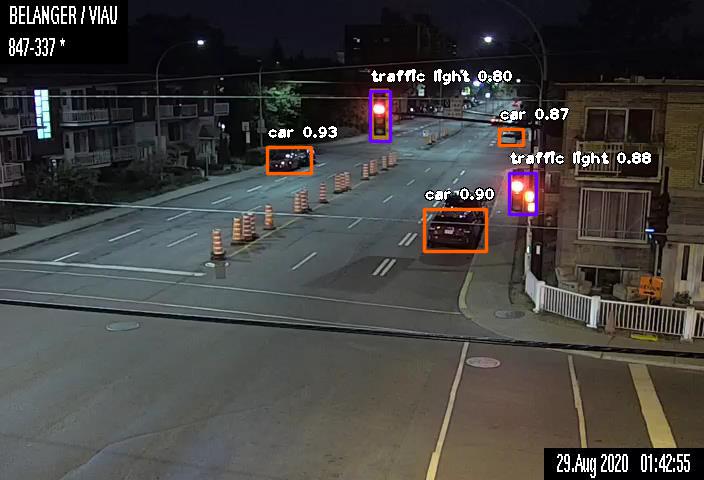 BELANGER / VIAU
847-337 *
traffic light 0.80
car 0.87
car 0.93
traffic light 0.88
car 0.90
29.Aug 2020 01:42:55